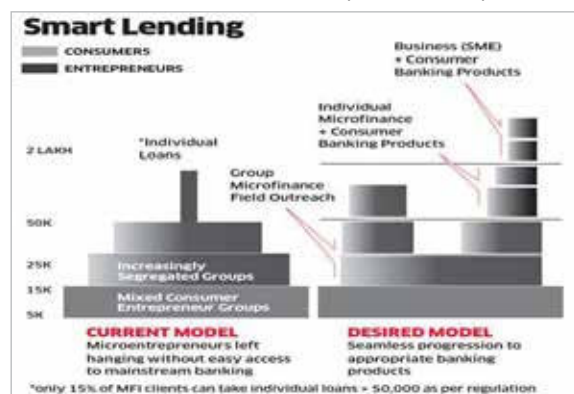 Smart Lending
CONSUMERS
ENTREPRENEURS
Business (SME)
+ Consumer
Banking Products
Individual
Microfinance
+ Consumer
Banking Products
*Individual
Loans
Group
Microfinance
Field Outreach
2 LAKH
50K
25K
15K
5K
Increasingly
Segregated Groups
Mixed Consumer
Entrepreneur Groups
CURRENT MODEL
Microentrepreneurs left
hanging without easy access
to mainstream banking
DESIRED MODEL
Seamless progression to
appropriate banking
products
*only 15% of MFI clients can take individual loans > 50,000 as per regulation